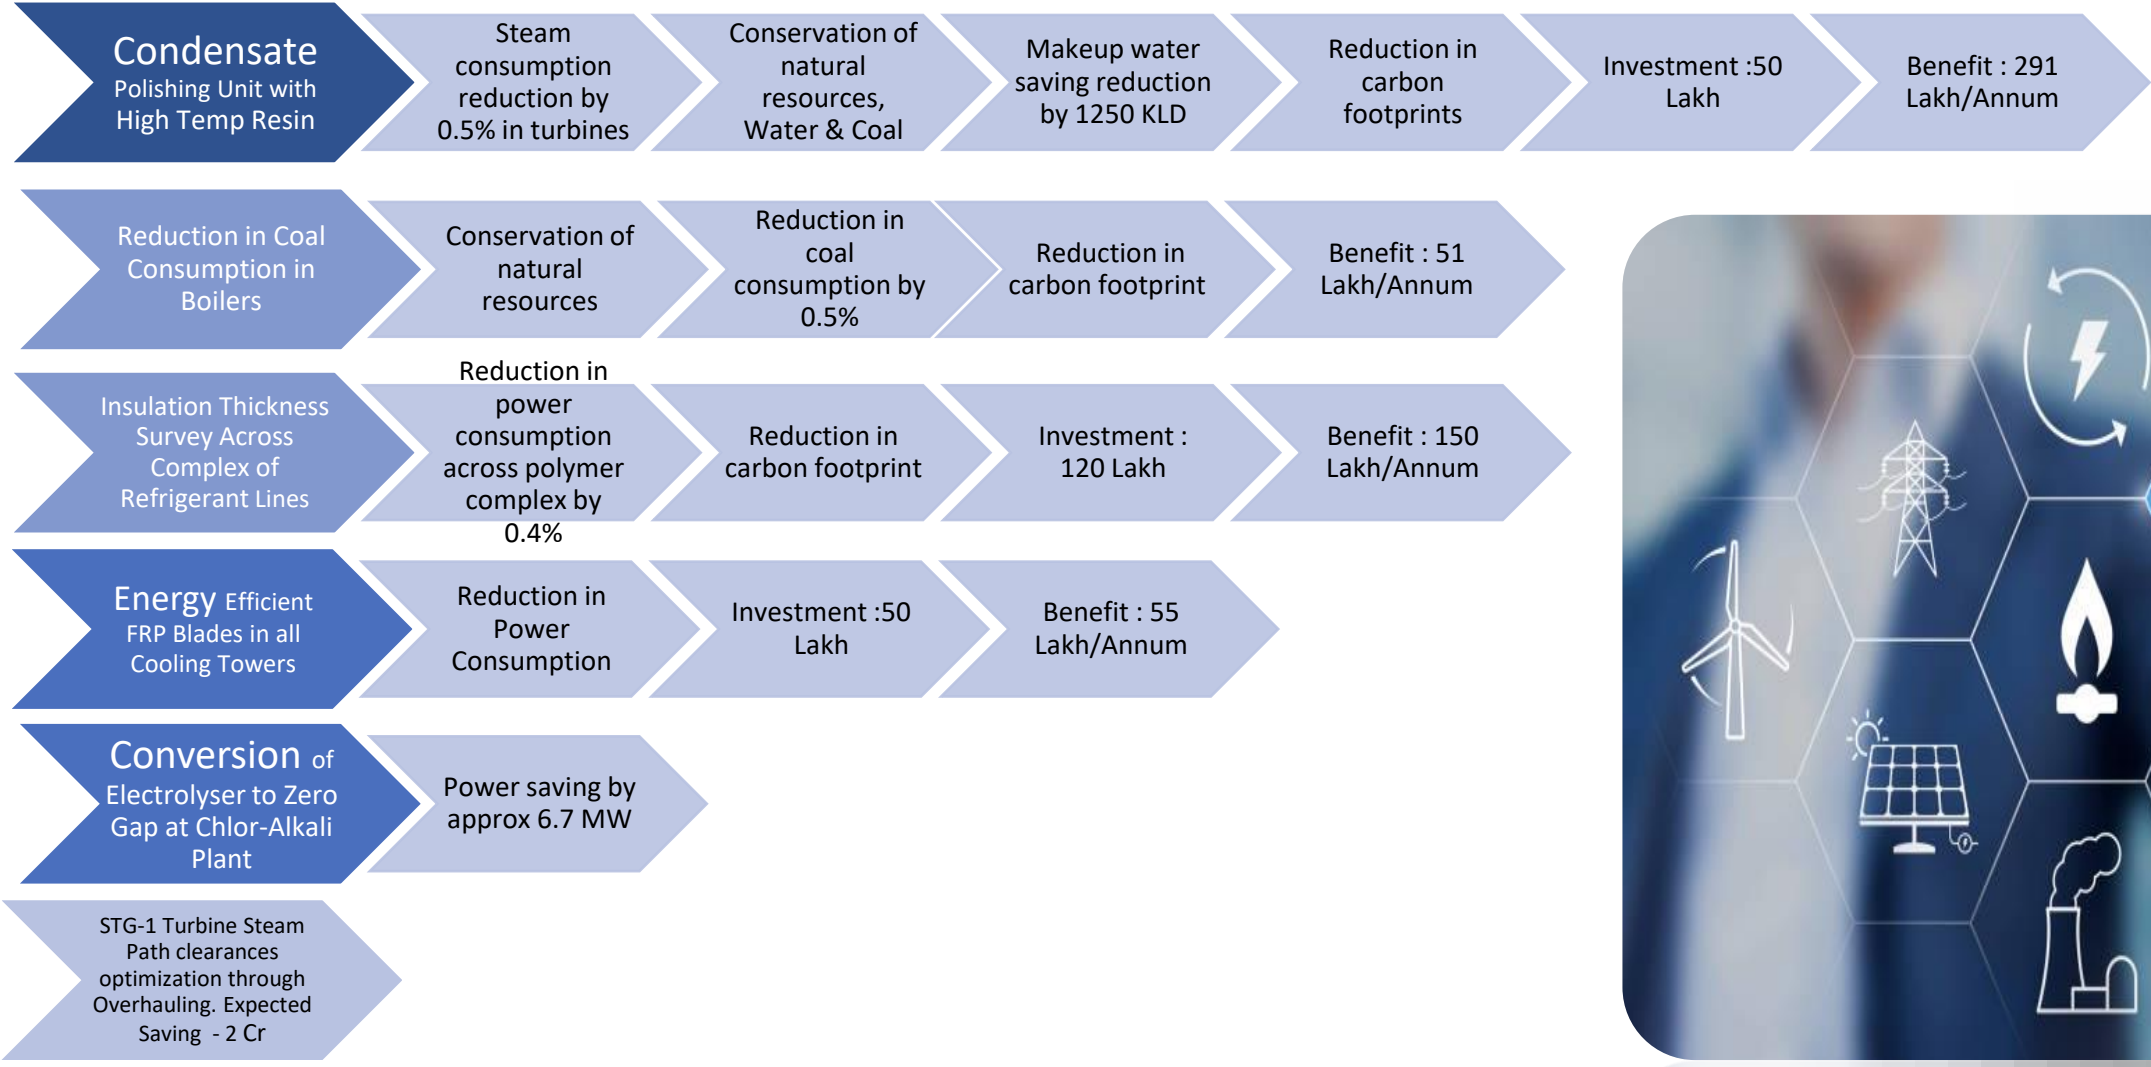 Condensate
Polishing Unit with
High Temp Resin
Steam
consumption
reduction by
0.5% in turbines
Conservation of
natural
resources,
Water & Coal
Makeup water
saving reduction
by 1250 KLD
Reduction in
carbon
footprints
Investment :50
Lakh
Benefit : 291
Lakh/Annum
Reduction in Coal
Consumption in
Boilers
Conservation of
natural
resources
Reduction in
coal
consumption by
0.5%
Reduction in
carbon footprint
Benefit : 51
Lakh/Annum
Insulation Thickness
Survey Across
Complex of
Refrigerant Lines
Reduction in
power
consumption
across polymer
complex by
0.4%
Reduction in
carbon footprint
Investment :
120 Lakh
Benefit : 150
Lakh/Annum
Energy Efficient
FRP Blades in all
Cooling Towers
Reduction in
Power
Consumption
Investment :50
Lakh
Benefit : 55
Lakh/Annum
Conversion of
Electrolyser to Zero
Gap at Chlor-Alkali
Plant
Power saving by
approx 6.7 MW
STG-1 Turbine Steam
Path clearances
optimization through
Overhauling. Expected
Saving - 2 Cr